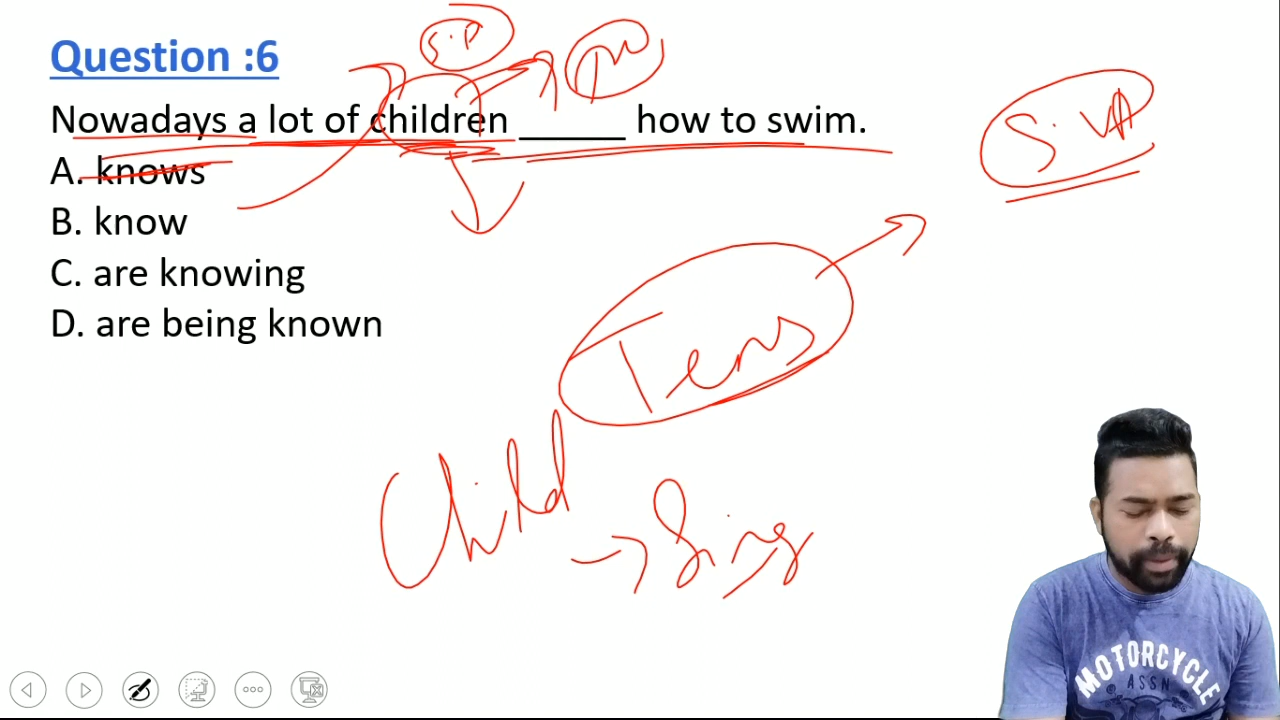 Question :6
Nowadays a lot of children _____ how to swim.
A. knows
B. know
C. are knowing
D. are being known
Tens
Child
→ Sing
MOTORCYCLE
ASSN